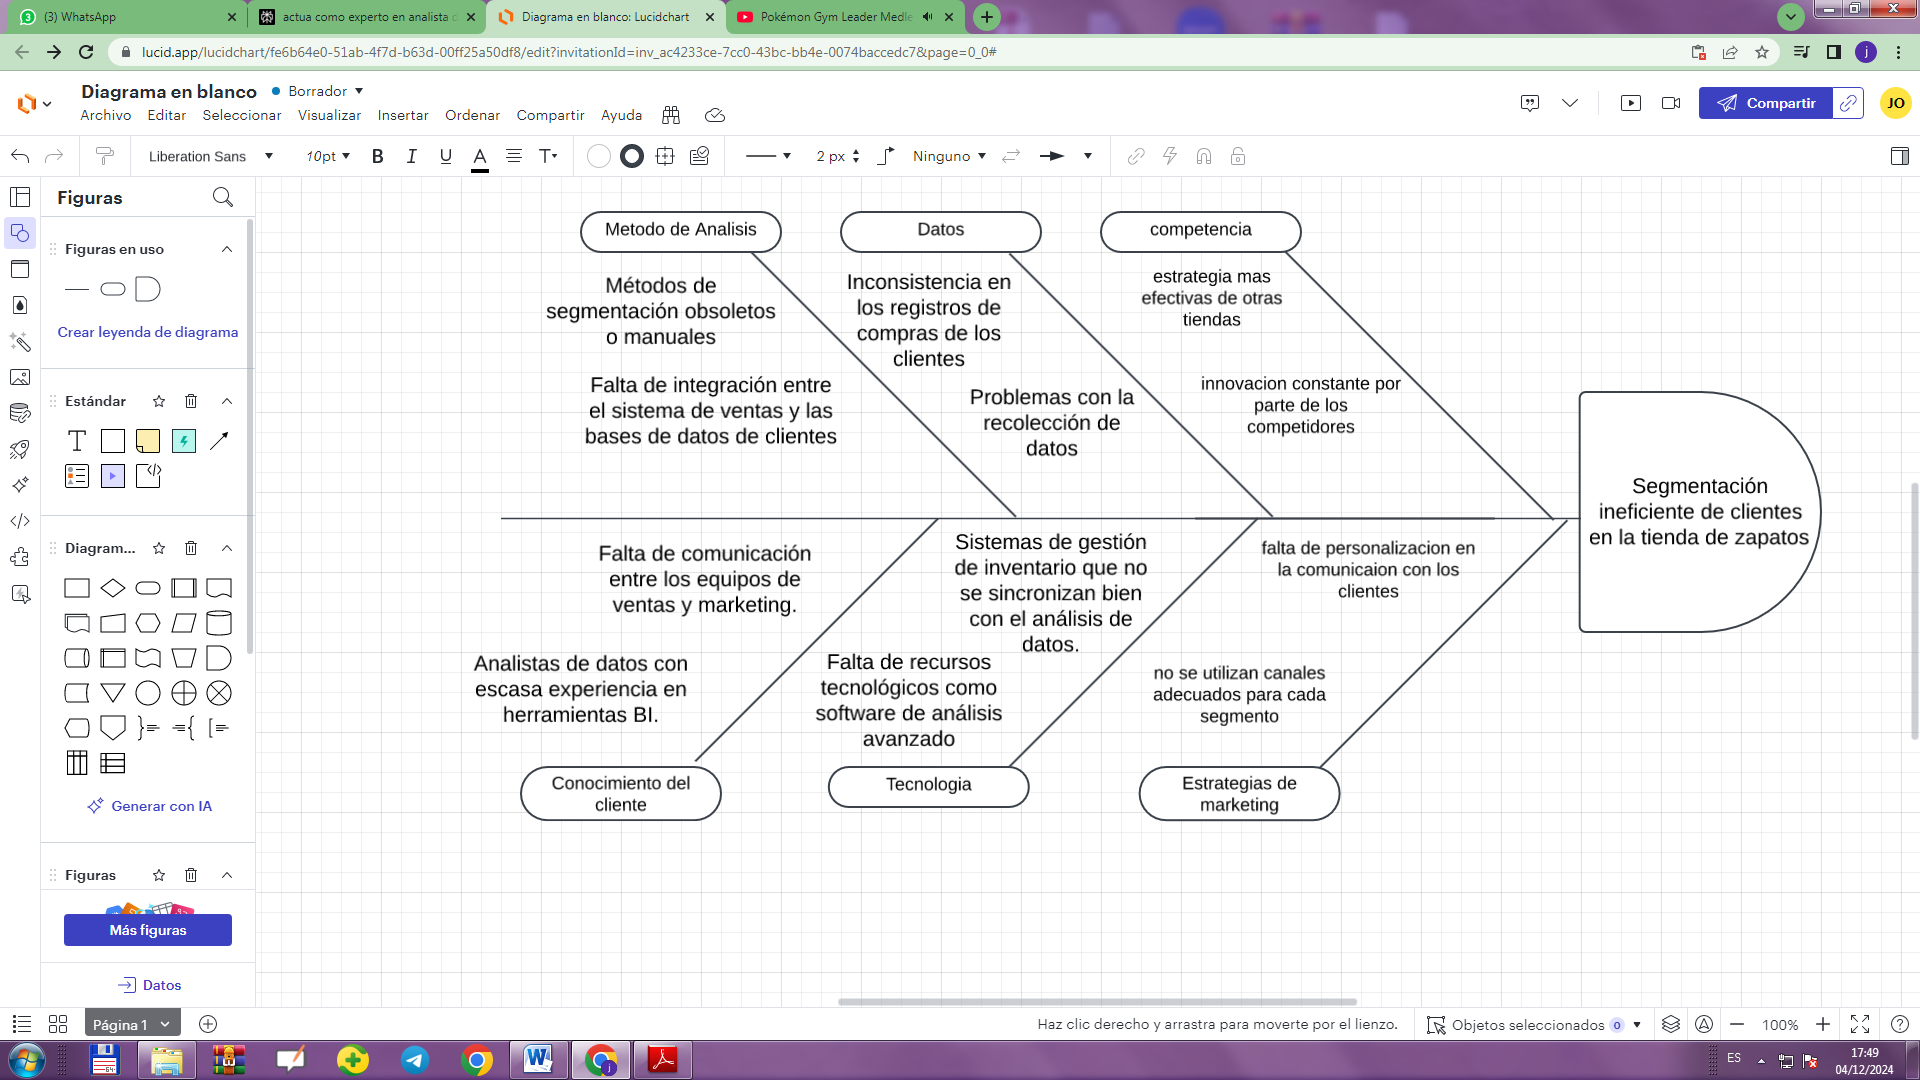 (3) WhatsApp
actua como experto en analista d
Diagrama en blanco: Lucidchart
Pokémon Gym Leader Medle
lucid.app/lucidchart/fe6b64e0-51ab-4f7d-b63d-00ff25a50df8/edit?invitationId=inv_ac4233ce-7cc0-43bc-bb4e-0074baccedc7&page=0_0#
j
Diagrama en blanco
Borrador
Archivo Editar Seleccionar Visualizar Insertar Ordenar Compartir Ayuda
Compartir
JO
Liberation Sans
10pt
B I U A T
2 px
Ninguno
Figuras
Figuras en uso
Crear leyenda de diagrama
Estándar
T
Diagram...
Generar con IA
Figuras
Más figuras
Datos
Metodo de Analisis
Datos
competencia
Métodos de
segmentación obsoletos
o manuales
Inconsistencia en
los registros de
compras de los
clientes
estrategia mas
efectivas de otras
tiendas
Falta de integración entre
el sistema de ventas y las
bases de datos de clientes
Problemas con la
recolección de
datos
innovacion constante por
parte de los
competidores
Segmentación
ineficiente de clientes
en la tienda de zapatos
Falta de comunicación
entre los equipos de
ventas y marketing.
Sistemas de gestión
de inventario que no
se sincronizan bien
con el análisis de
datos.
falta de personalizacion en
la comunicaion con los
clientes
Analistas de datos con
escasa experiencia en
herramientas BI.
Falta de recursos
tecnológicos como
software de análisis
avanzado
no se utilizan canales
adecuados para cada
segmento
Conocimiento del
cliente
Tecnologia
Estrategias de
marketing
Página 1
Haz clic derecho y arrastra para moverte por el lienzo.
Objetos seleccionados 0
100%
ES
17:49
04/12/2024